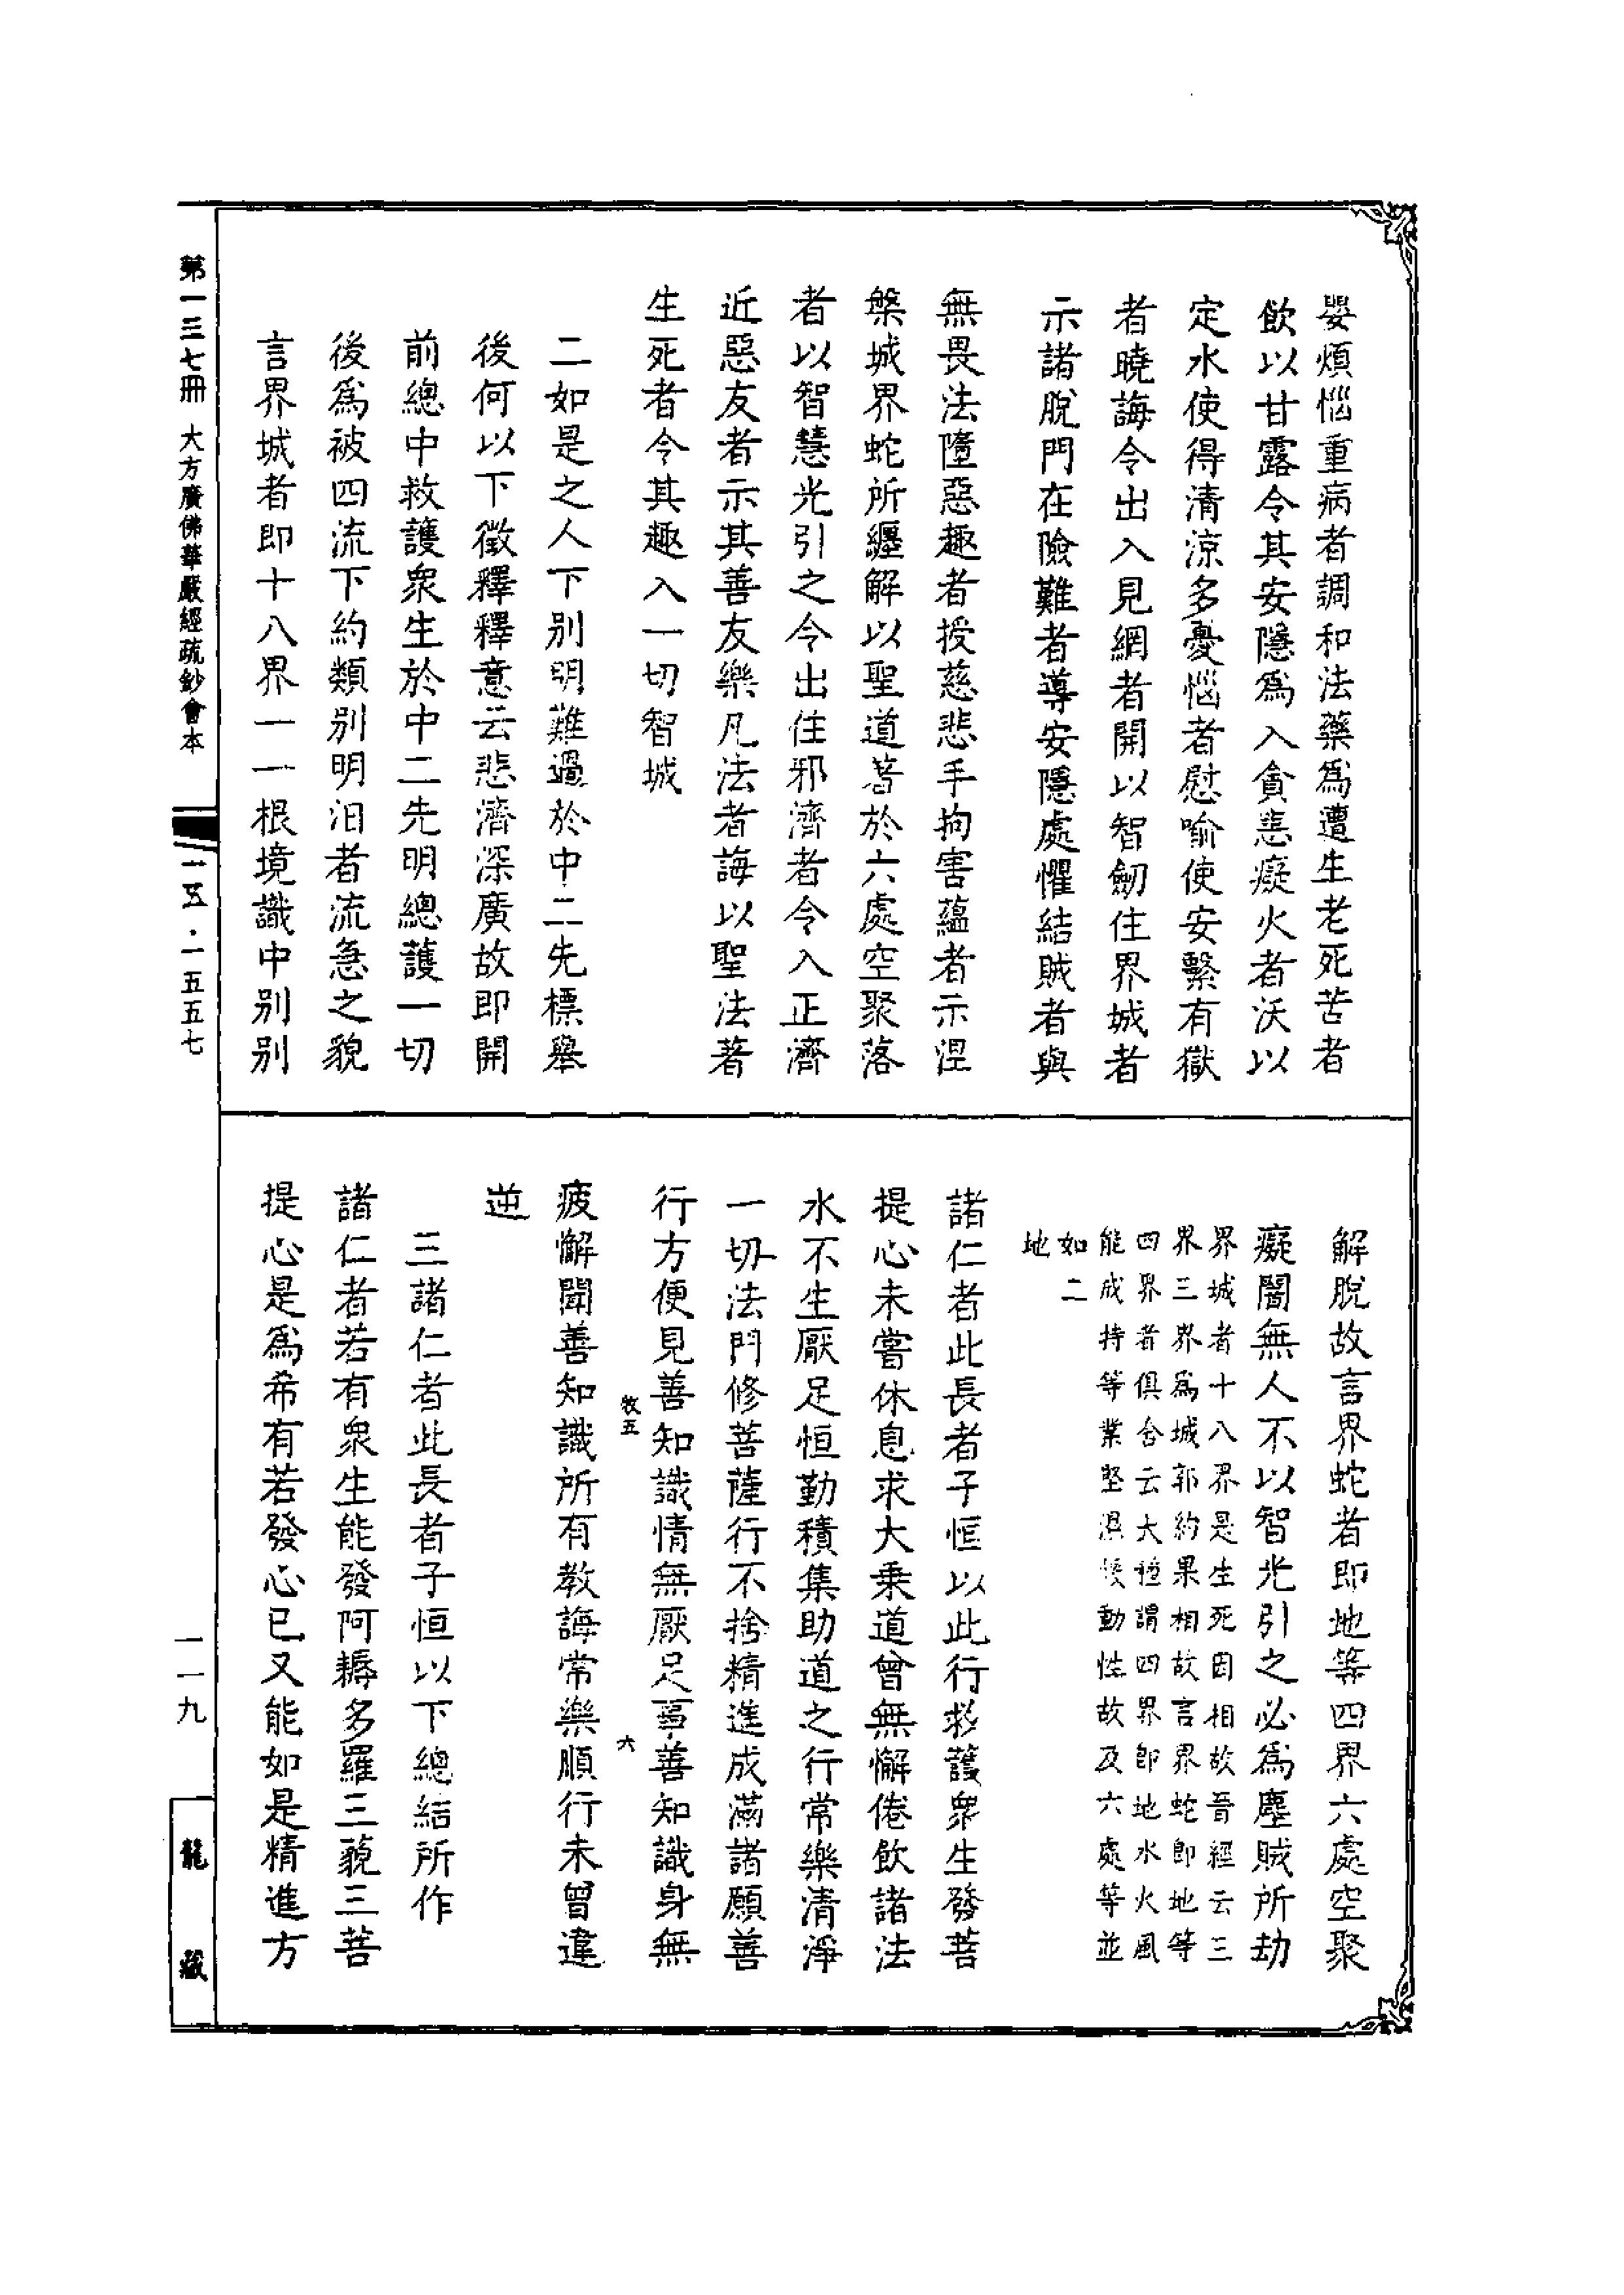 嬰煩惱重病者調和法藥爲遭生老死苦者
飲以甘露令其安隱爲入貪恚癡火者沃以
定水使得清涼多憂惱者慰喻使安繫有獄
者曉誨令出入見網者開以智劒住界城者
示諸脫門在險難者導安隱處懼結賊者與
無畏法墮惡趣者授慈悲手拘害蘊者示涅
槃城界蛇所纏解以聖道著於六處空聚落
者以智慧光引之令出住邪濟者令入正濟
近惡友者示其善友樂凡法者誨以聖法著
生死者令其趣入一切智城
二如是之人下别明難過於中二先標舉
後何以下徵釋釋意云悲濟深廣故即開
前總中救護衆生於中二先明總護一切
後爲被四流下約類别明汨者流急之貌
言界城者即十八界一一根境識中别别
解脫故言界蛇者即地等四界六處空聚
癡闇無人不以智光引之必爲塵賊所劫
界城者十八界是生死因相故晉經云三
界三界爲城郭約果相故言界蛇即地等
四界者俱舍云大種謂四界即地水火風
能成持等業堅濕煖動性故及六處等並
如二
地
諸仁者此長者子恒以此行救護衆生發菩
提心未嘗休息求大乘道曾無懈倦飲諸法
水不生厭足恒勤積集助道之行常樂清淨
一切法門修菩薩行不捨精進成滿諸願善
行方便見善知識情無厭足事善知識身無
牧五
六
疲懈聞善知識所有教誨常樂順行未曾違
逆
三諸仁者此長者子恒以下總結所作
諸仁者若有衆生能發阿耨多羅三藐三菩
提心是爲希有若發心已又能如是精進方
第一三七冊 大方廣佛華嚴經疏鈔會本
一五·一五五七
一一九
龍藏